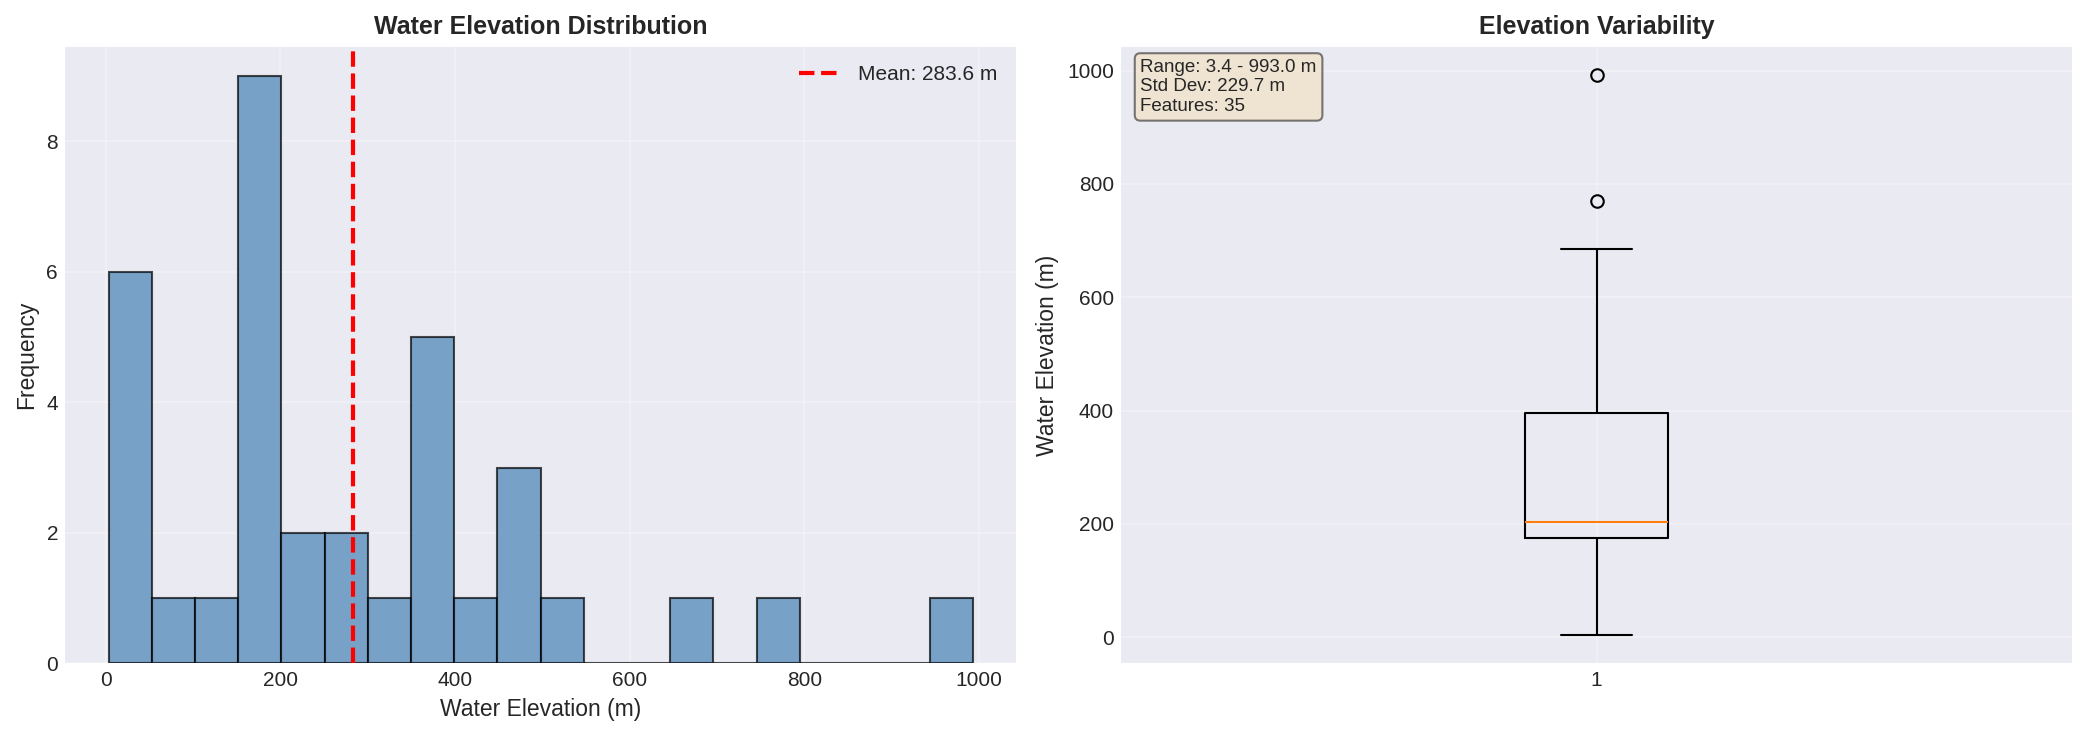 Water Elevation Distribution
Mean: 283.6 m
Frequency
8
6
4
2
0
0 200 400 600 800 1000
Water Elevation (m)
Elevation Variability
Range: 3.4 - 993.0 m
Std Dev: 229.7 m
Features: 35
Water Elevation (m)
1000
800
600
400
200
0
1